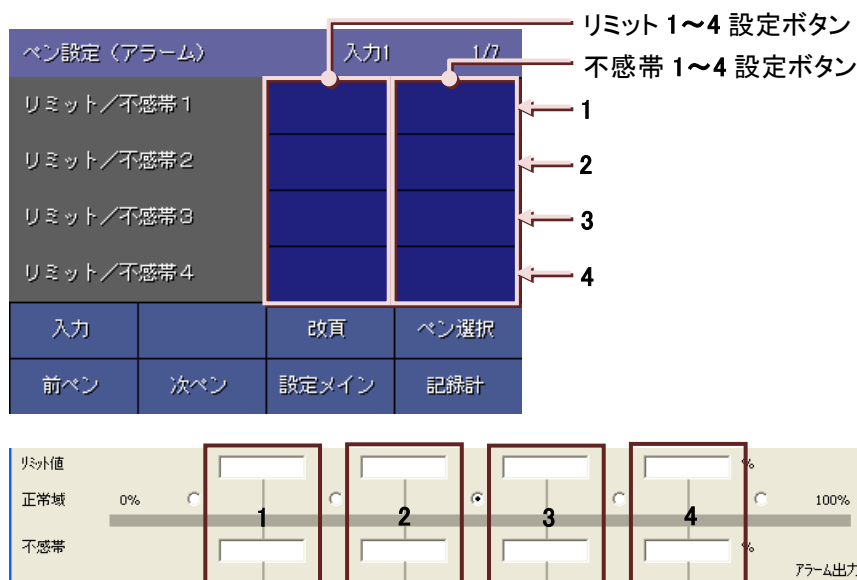 リミット 1～4 設定ボタン
ペン設定（アラーム） 入力1 1/7
不感帯 1～4 設定ボタン
リミット／不感帯１ 1
リミット／不感帯２ 2
リミット／不感帯３ 3
リミット／不感帯４ 4
入力 改頁 ペン選択
前ペン 次ペン 設定メイン 記録計
リミット値 %
正常域 0% 100%
1 2 3 4
不感帯 %
アラーム出力